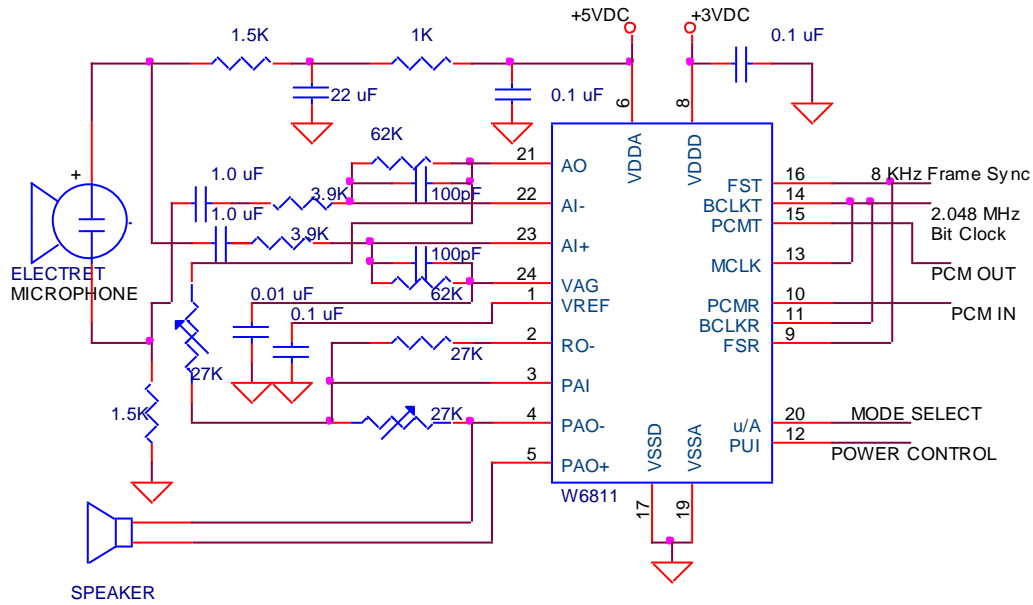 +5VDC
+3VDC
1.5K
1K
0.1 uF
22 uF
0.1 uF
6
8
62K
VDDA
VDDD
21
AO
16
FST
8 KHz Frame Sync
1.0 uF
100pF
22
AI-
14
BCLKT
3.9K
15
PCMT
2.048 MHz
Bit Clock
+
-
1.0 uF
3.9K
23
AI+
100pF
13
MCLK
PCM OUT
ELECTRET
MICROPHONE
24
VAG
62K
0.01 uF
1
VREF
10
PCMR
PCM IN
0.1 uF
11
BCLKR
2
RO-
9
FSR
27K
27K
3
PAI
1.5K
27K
4
PAO-
20
u/A
MODE SELECT
12
PUI
POWER CONTROL
5
PAO+
VSSD
VSSA
W6811
17
19
SPEAKER